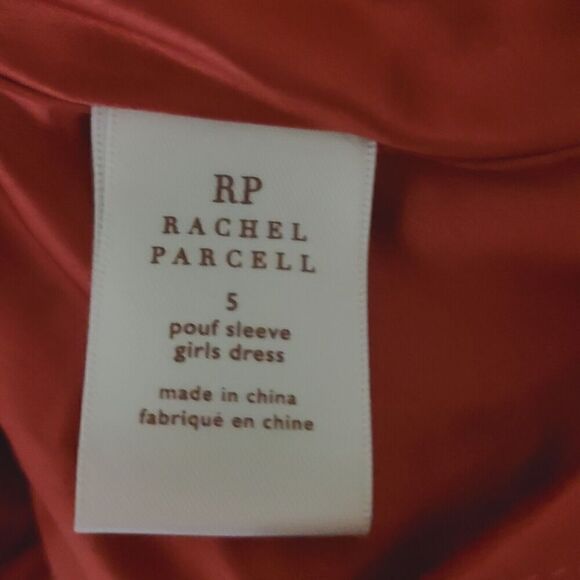 RP
RACHEL
PARCELL
5
pouf sleeve
girls dress
made in china
fabriqué en chine